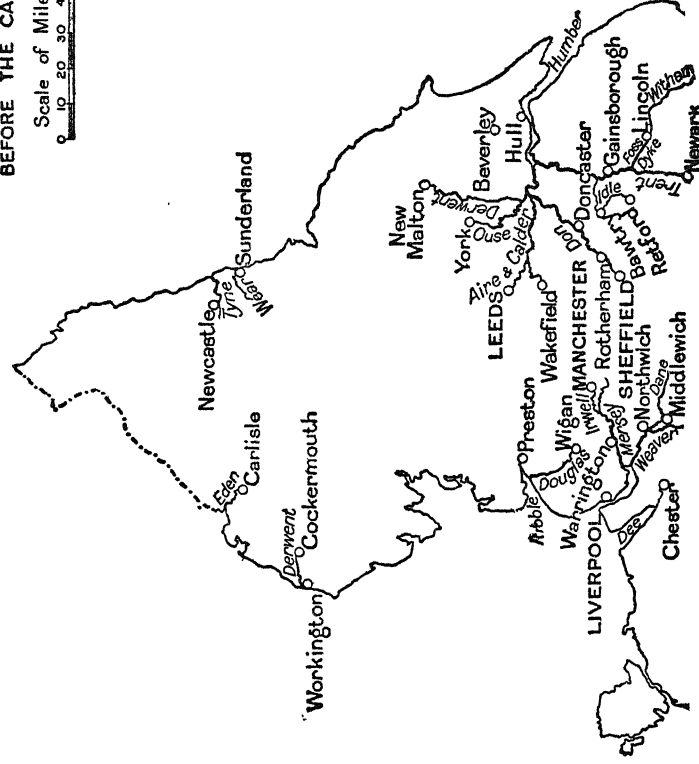 BEFORE THE CA
Scale of Mile
0 10 20 30 4
Newcastle
Tyne
Sunderland
Wear
Eden
Carlisle
Derwent
Cockermouth
Workington
New
Malton
Derwent
York
Ouse
Beverley
Hull
Humber
Aire & Calder
LEEDS
Wakefield
Don
Doncaster
Gainsborough
Idle
Foss
Dyke
Lincoln
Witham
Trent
Newark
Bawtry
Retford
Rotherham
SHEFFIELD
MANCHESTER
Irwell
Mersey
Preston
Ribble
Douglas
Wigan
Warrington
LIVERPOOL
Northwich
Dane
Middlewich
Weaver
Dee
Chester